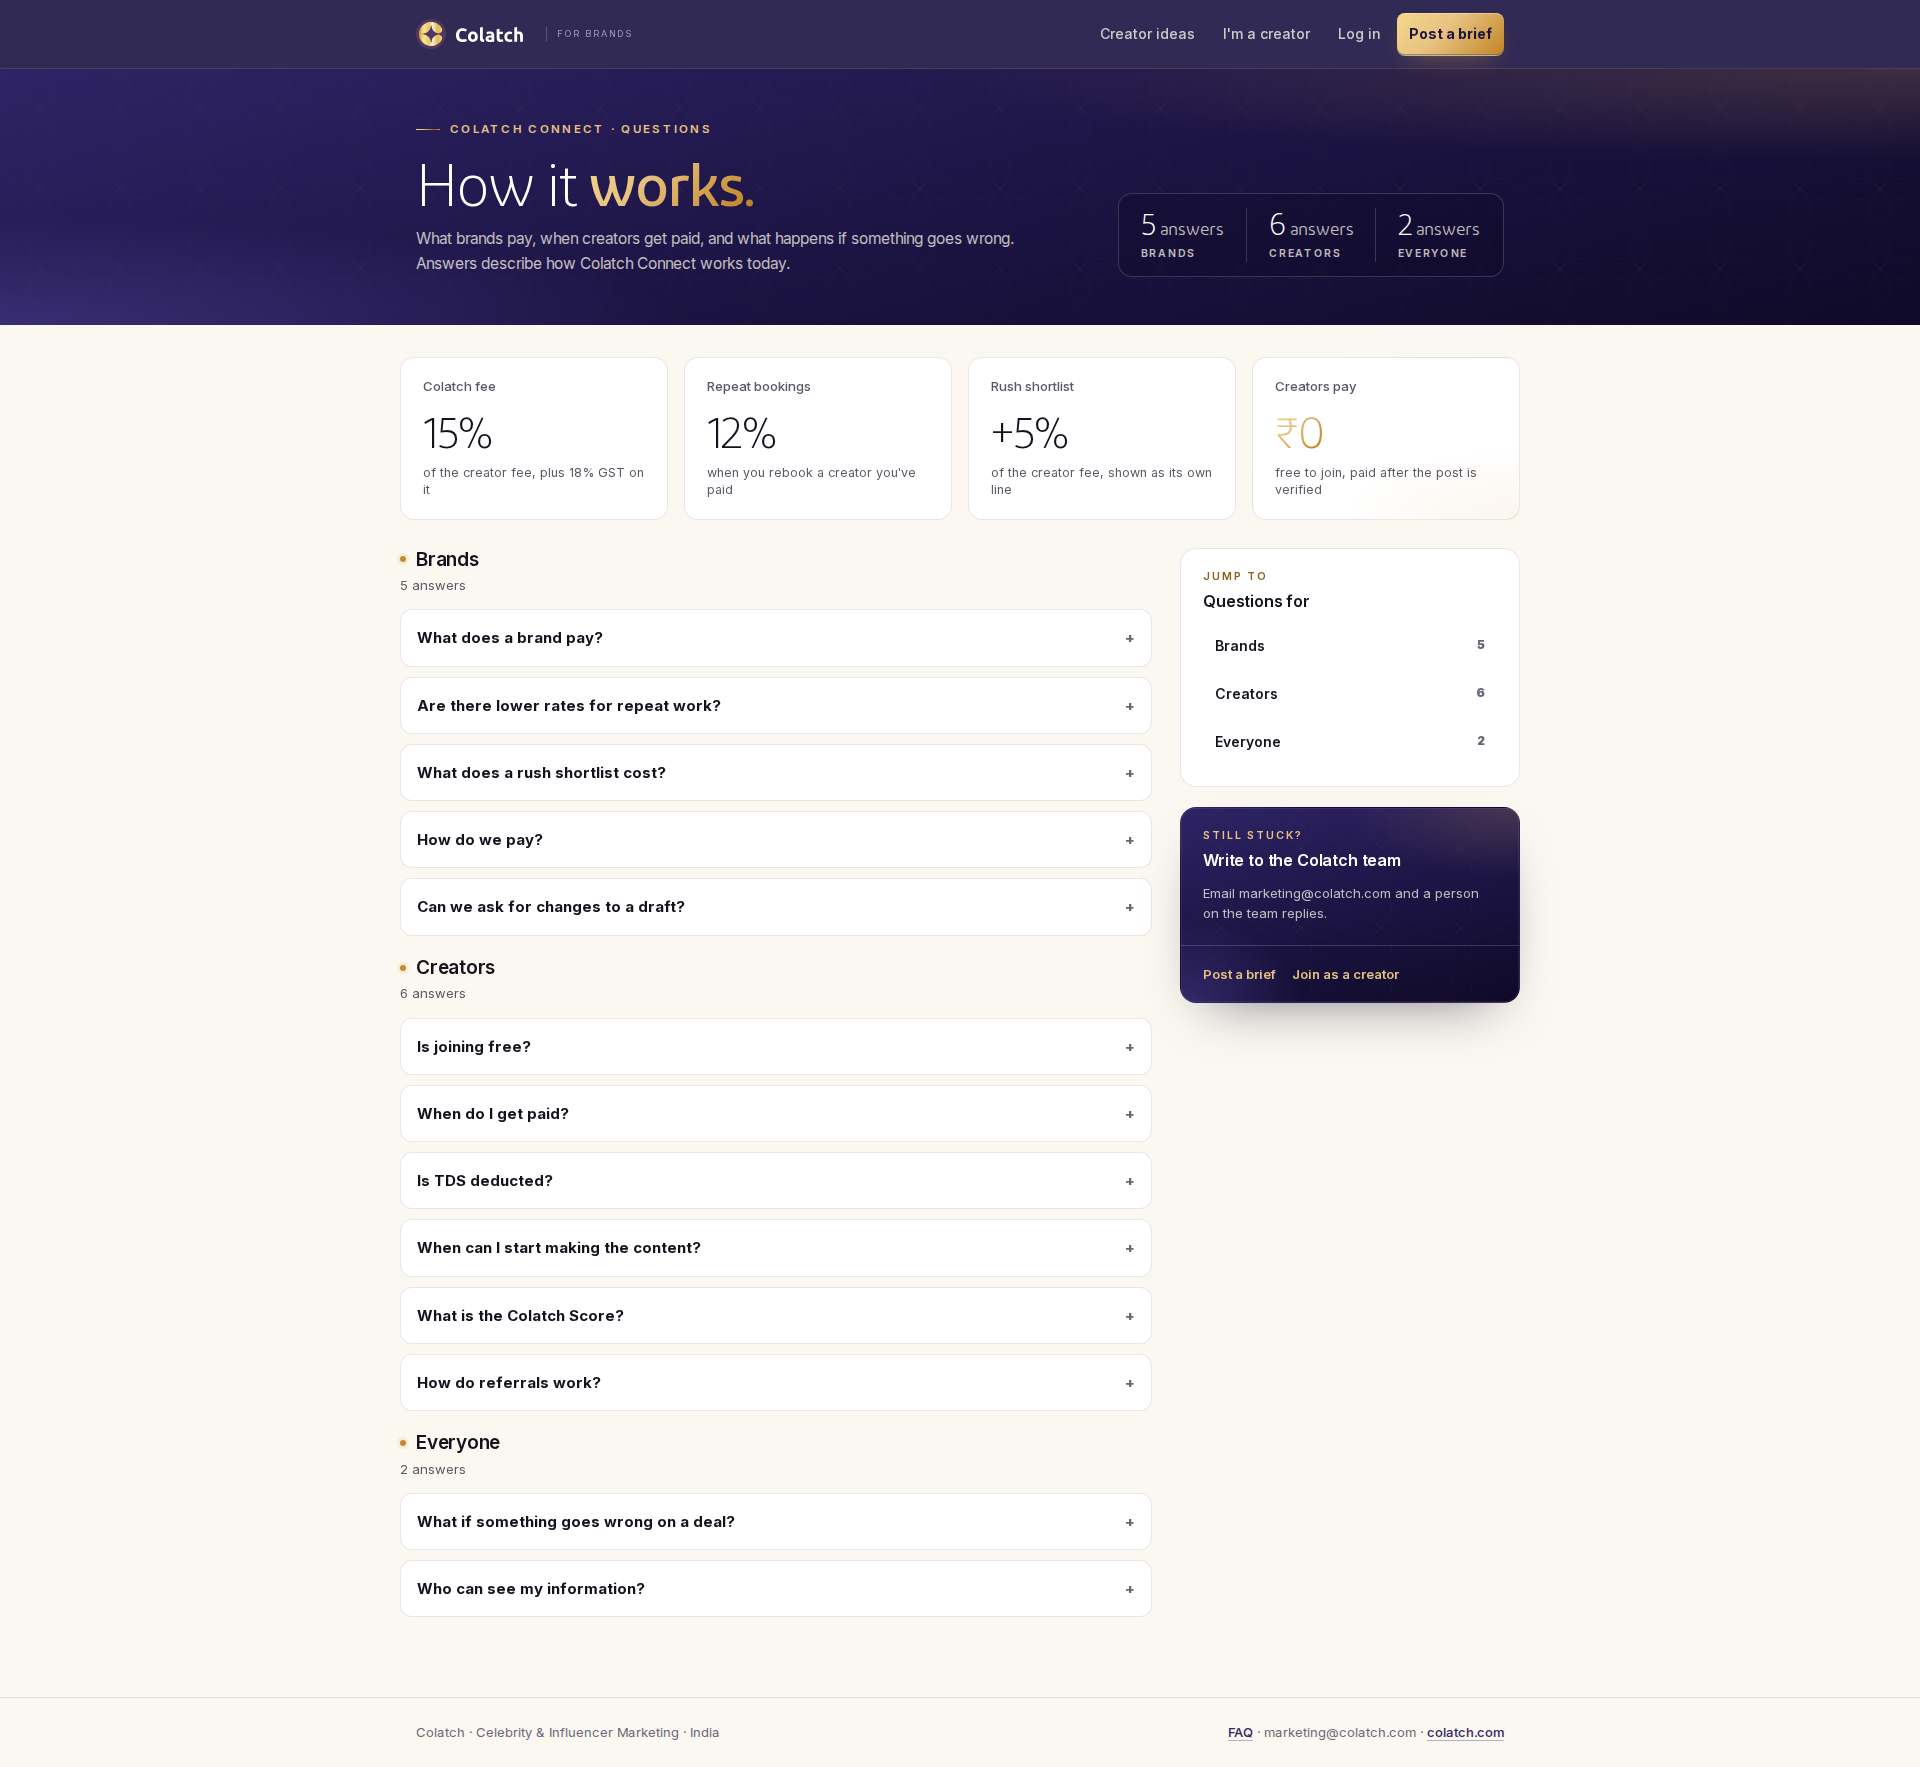 Colatch
FOR BRANDS
Creator ideas
I'm a creator
Log in
Post a brief
COLATCH CONNECT · QUESTIONS
How it works.
What brands pay, when creators get paid, and what happens if something goes wrong.
Answers describe how Colatch Connect works today.
5 answers
BRANDS
6 answers
CREATORS
2 answers
EVERYONE
Colatch fee
15%
of the creator fee, plus 18% GST on
it
Repeat bookings
12%
when you rebook a creator you've
paid
Rush shortlist
+5%
of the creator fee, shown as its own
line
Creators pay
₹0
free to join, paid after the post is
verified
Brands
5 answers
What does a brand pay? +
Are there lower rates for repeat work? +
What does a rush shortlist cost? +
How do we pay? +
Can we ask for changes to a draft? +
Creators
6 answers
Is joining free? +
When do I get paid? +
Is TDS deducted? +
When can I start making the content? +
What is the Colatch Score? +
How do referrals work? +
Everyone
2 answers
What if something goes wrong on a deal? +
Who can see my information? +
JUMP TO
Questions for
Brands 5
Creators 6
Everyone 2
STILL STUCK?
Write to the Colatch team
Email marketing@colatch.com and a person
on the team replies.
Post a brief
Join as a creator
Colatch · Celebrity & Influencer Marketing · India
FAQ · marketing@colatch.com · colatch.com